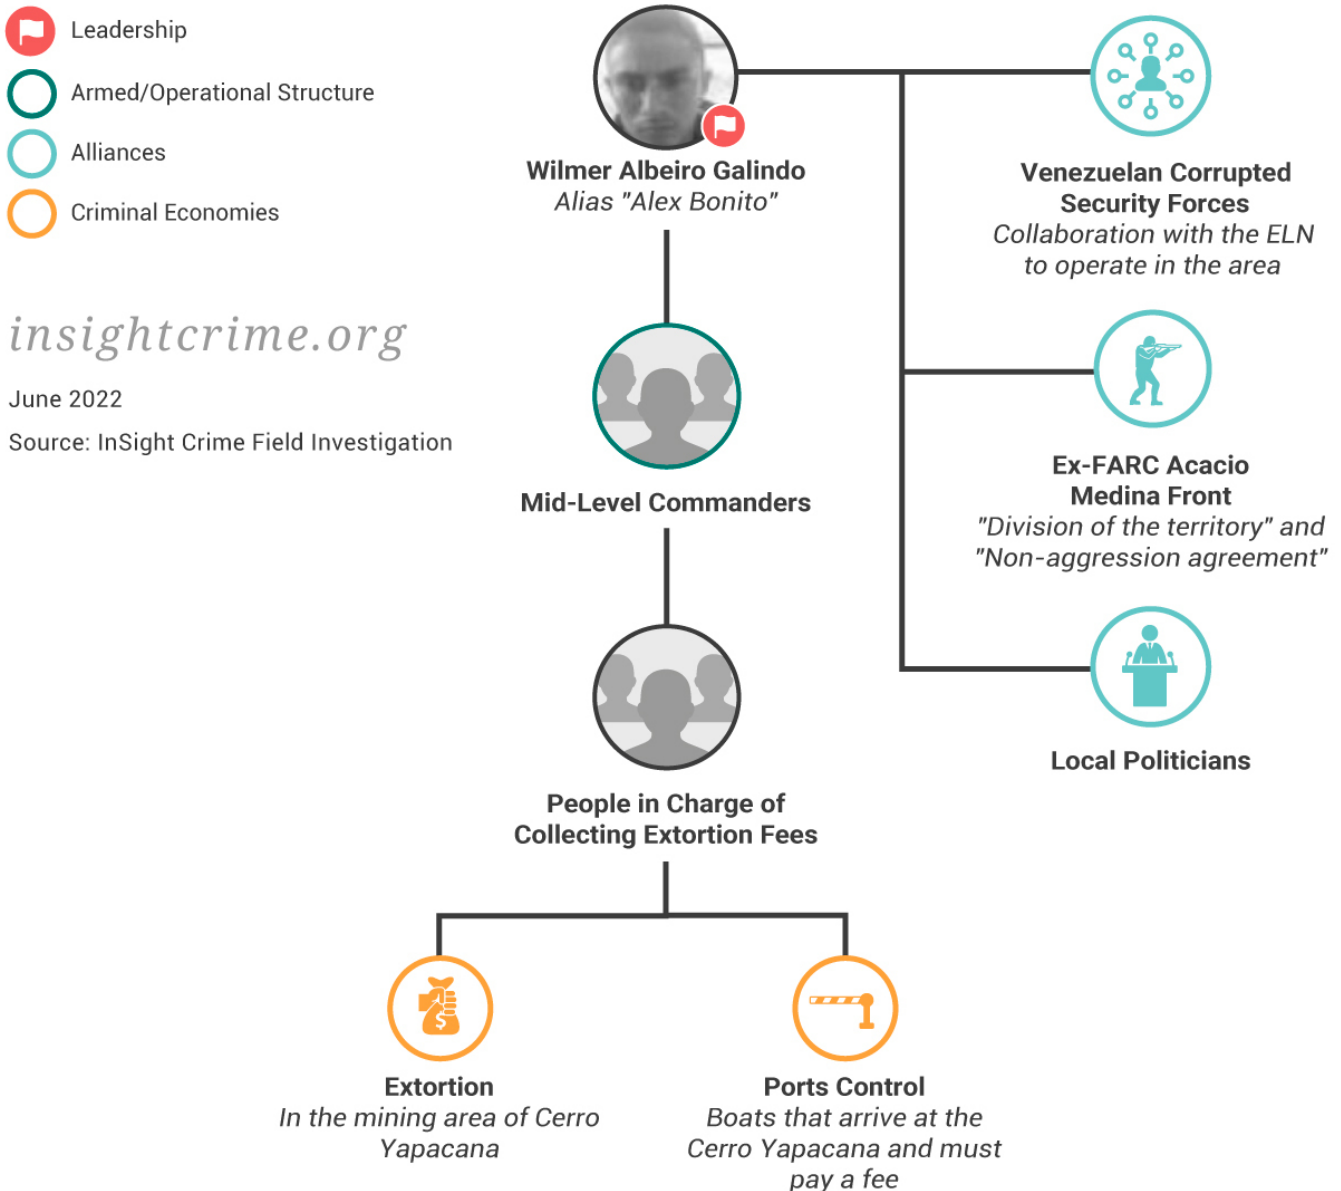 Leadership
Armed/Operational Structure
Alliances
Criminal Economies
insightcrime.org
June 2022
Source: InSight Crime Field Investigation
Wilmer Albeiro Galindo
Alias "Alex Bonito"
Mid-Level Commanders
People in Charge of
Collecting Extortion Fees
Venezuelan Corrupted
Security Forces
Collaboration with the ELN
to operate in the area
Ex-FARC Acacio
Medina Front
"Division of the territory" and
"Non-aggression agreement"
Local Politicians
$
Extortion
In the mining area of Cerro
Yapacana
Ports Control
Boats that arrive at the
Cerro Yapacana and must
pay a fee